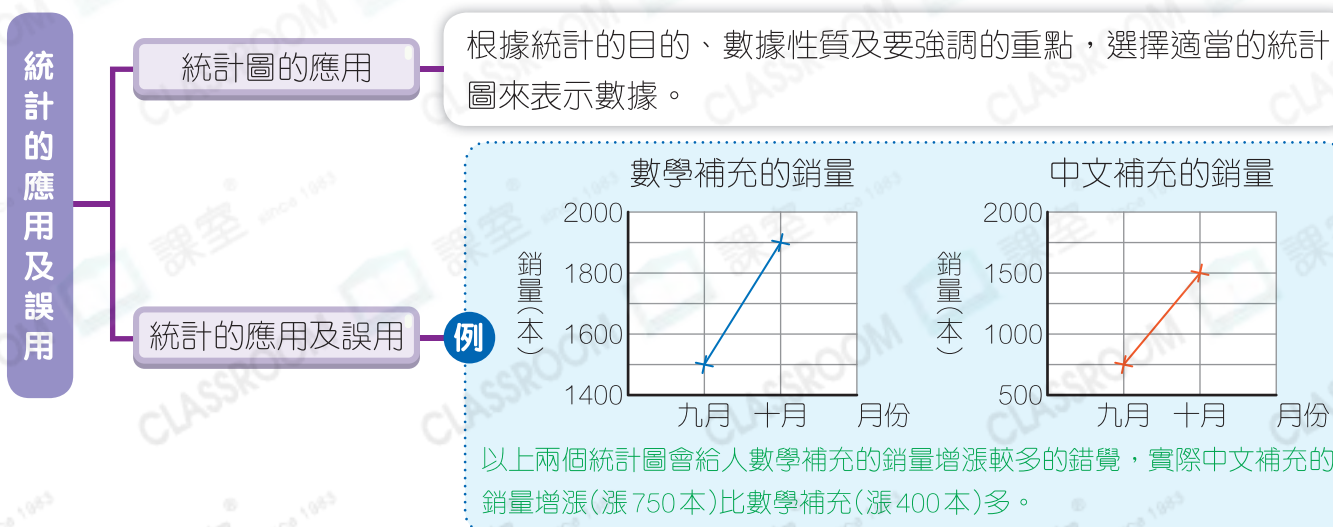 統計的應用及誤用
統計圖的應用
根據統計的目的、數據性質及要強調的重點，選擇適當的統計
圖來表示數據。
統計的應用及誤用
例
數學補充的銷量
銷量(本)
2000
1800
1600
1400
九月 十月 月份
中文補充的銷量
銷量(本)
2000
1500
1000
500
九月 十月 月份
以上兩個統計圖會給人數學補充的銷量增漲較多的錯覺，實際中文補充的
銷量增漲(漲750本)比數學補充(漲400本)多。
課室 CLASSROOM ® since 1983